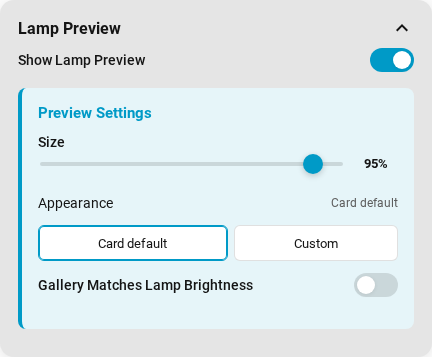 Lamp Preview
Show Lamp Preview
Preview Settings
Size
95%
Appearance Card default
Card default Custom
Gallery Matches Lamp Brightness